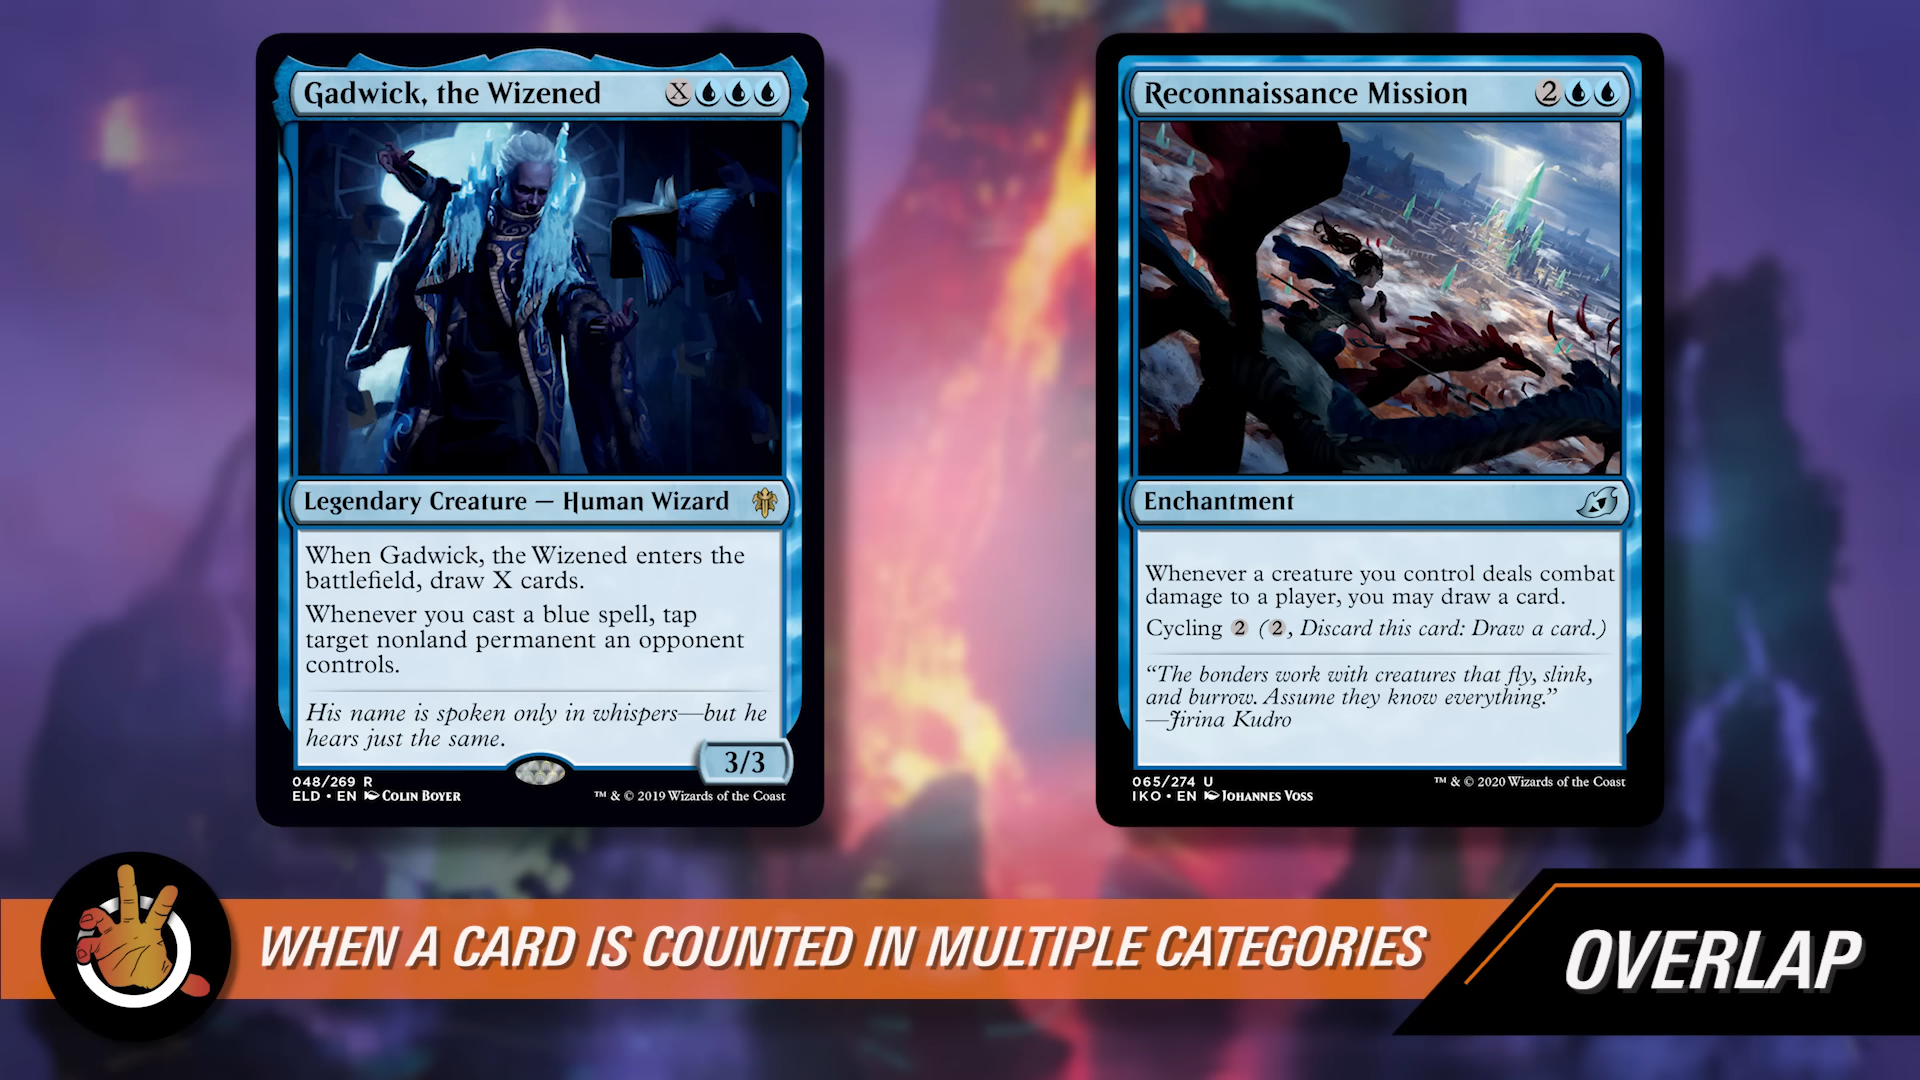 Gadwick, the Wizened X
Legendary Creature — Human Wizard
When Gadwick, the Wizened enters the
battlefield, draw X cards.
Whenever you cast a blue spell, tap
target nonland permanent an opponent
controls.
His name is spoken only in whispers—but he
hears just the same.
3/3
048/269 R
ELD • EN Colin Boyer
™ & © 2019 Wizards of the Coast
Reconnaissance Mission 2
Enchantment
Whenever a creature you control deals combat
damage to a player, you may draw a card.
Cycling 2 (2, Discard this card: Draw a card.)
“The bonders work with creatures that fly, slink,
and burrow. Assume they know everything.”
—Jirina Kudro
065/274 U
IKO • EN Johannes Voss
™ & © 2020 Wizards of the Coast
WHEN A CARD IS COUNTED IN MULTIPLE CATEGORIES
OVERLAP